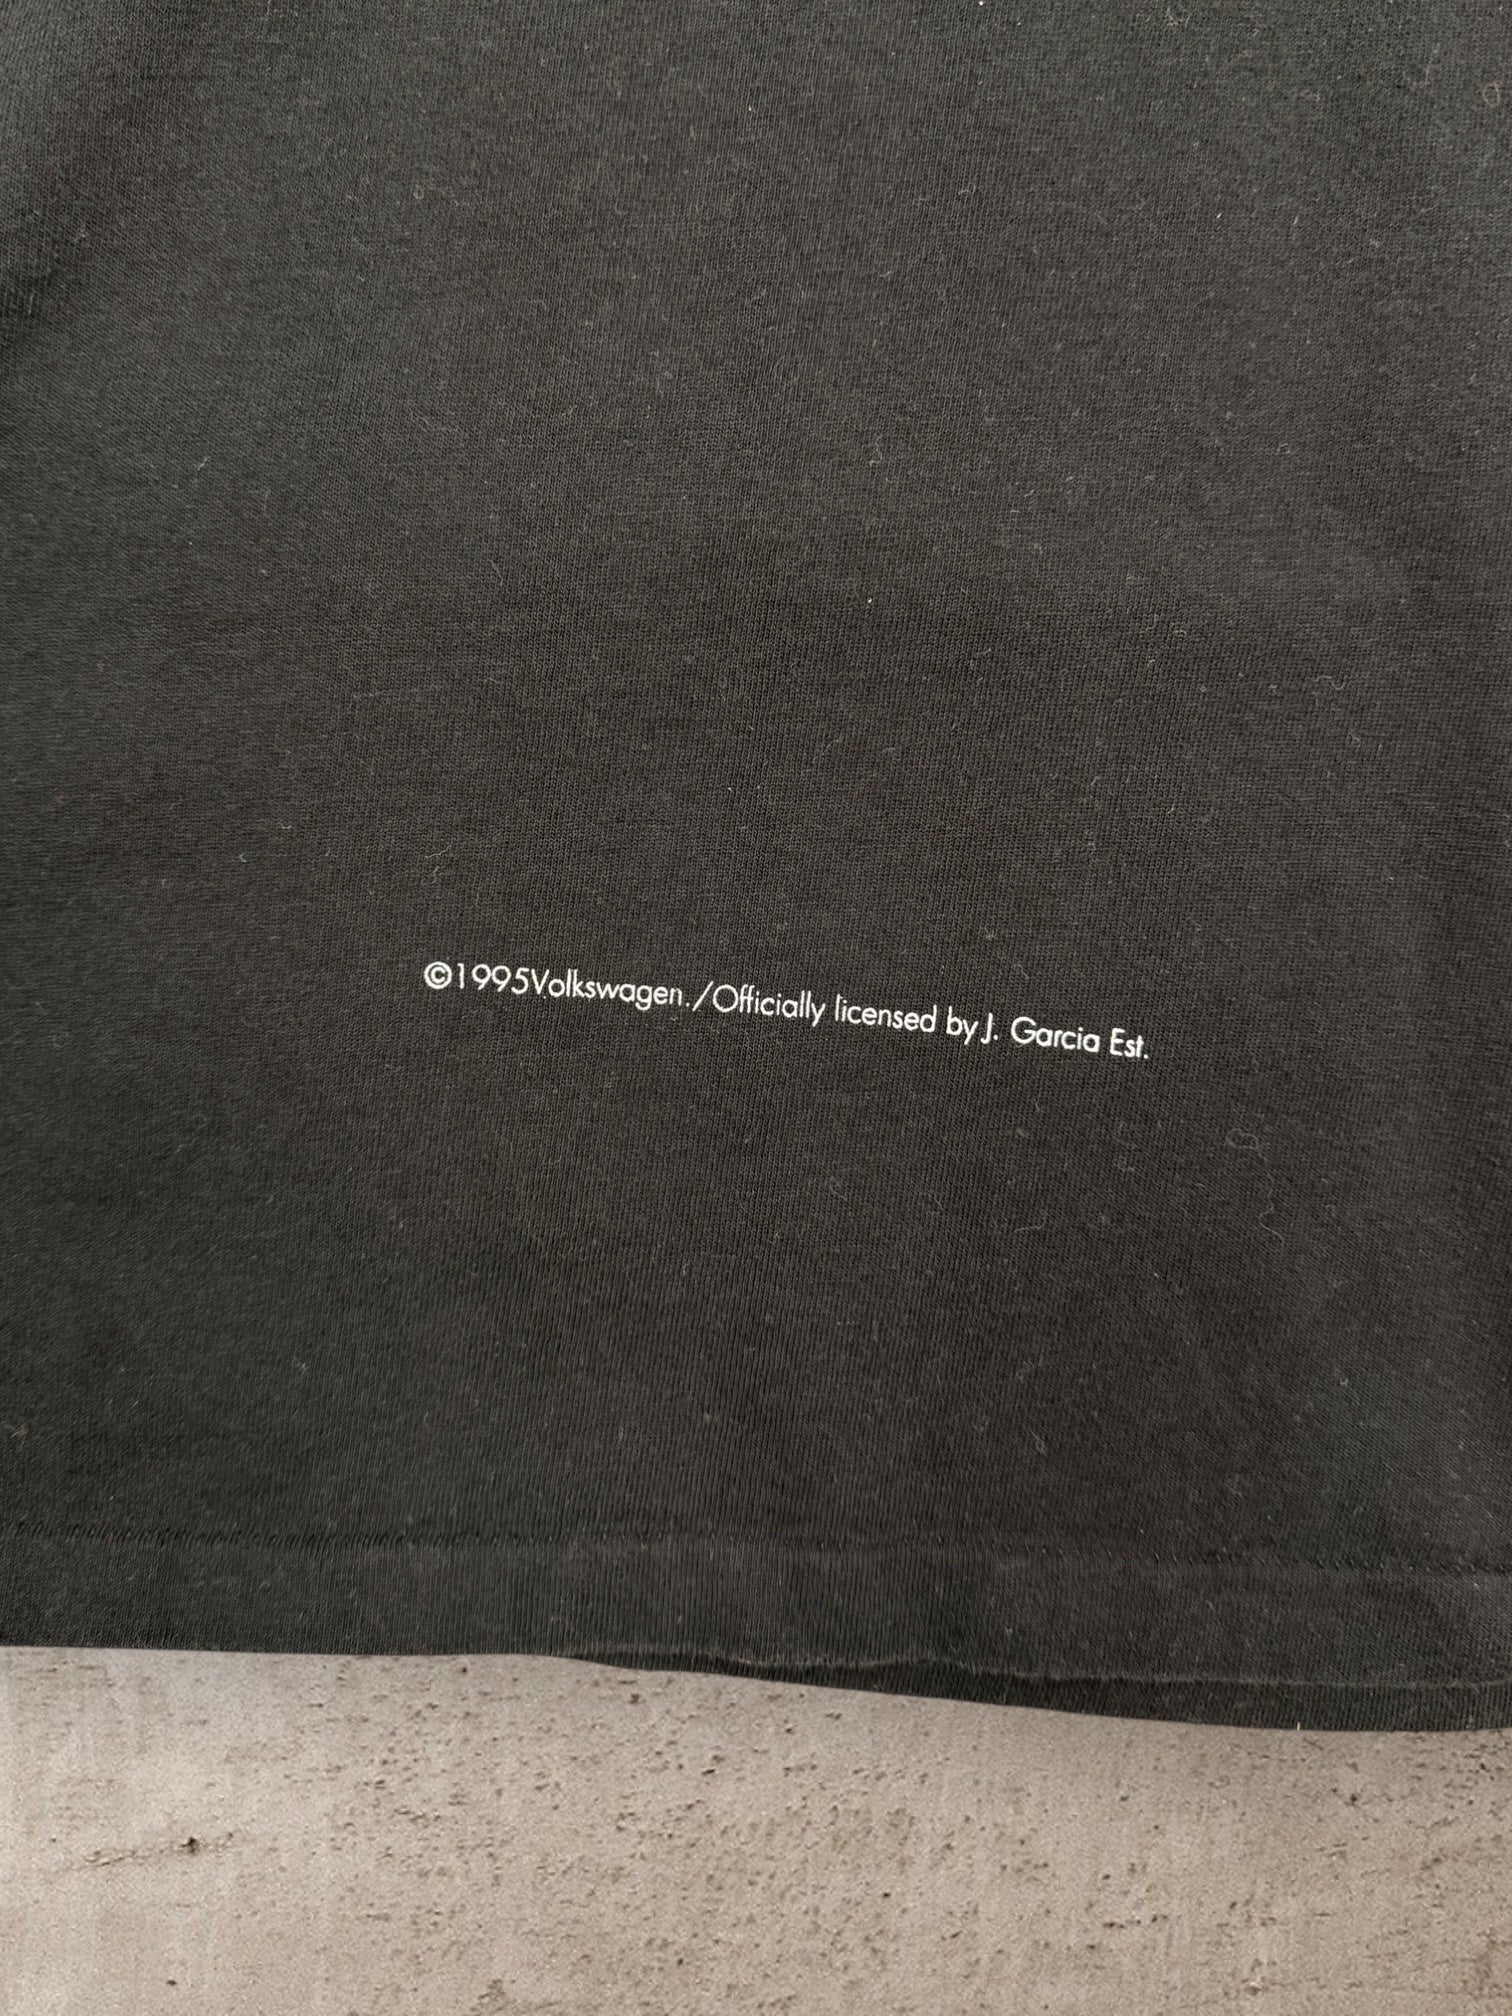 ©1995Volkswagen./Officially licensed by J. Garcia Est.